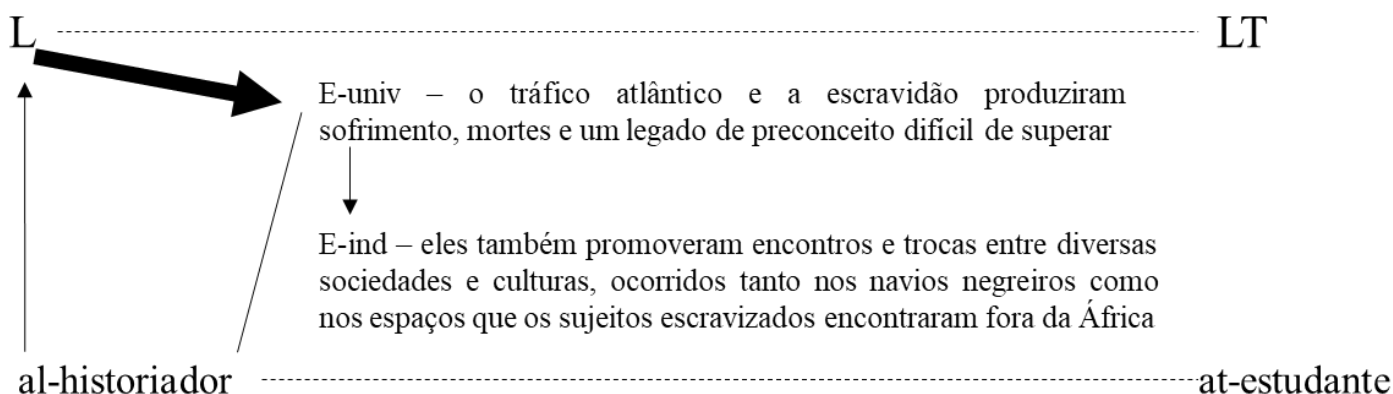 L LT
E-univ – o tráfico atlântico e a escravidão produziram
sofrimento, mortes e um legado de preconceito difícil de superar
E-ind – eles também promoveram encontros e trocas entre diversas
sociedades e culturas, ocorridos tanto nos navios negreiros como
nos espaços que os sujeitos escravizados encontraram fora da África
al-historiador at-estudante